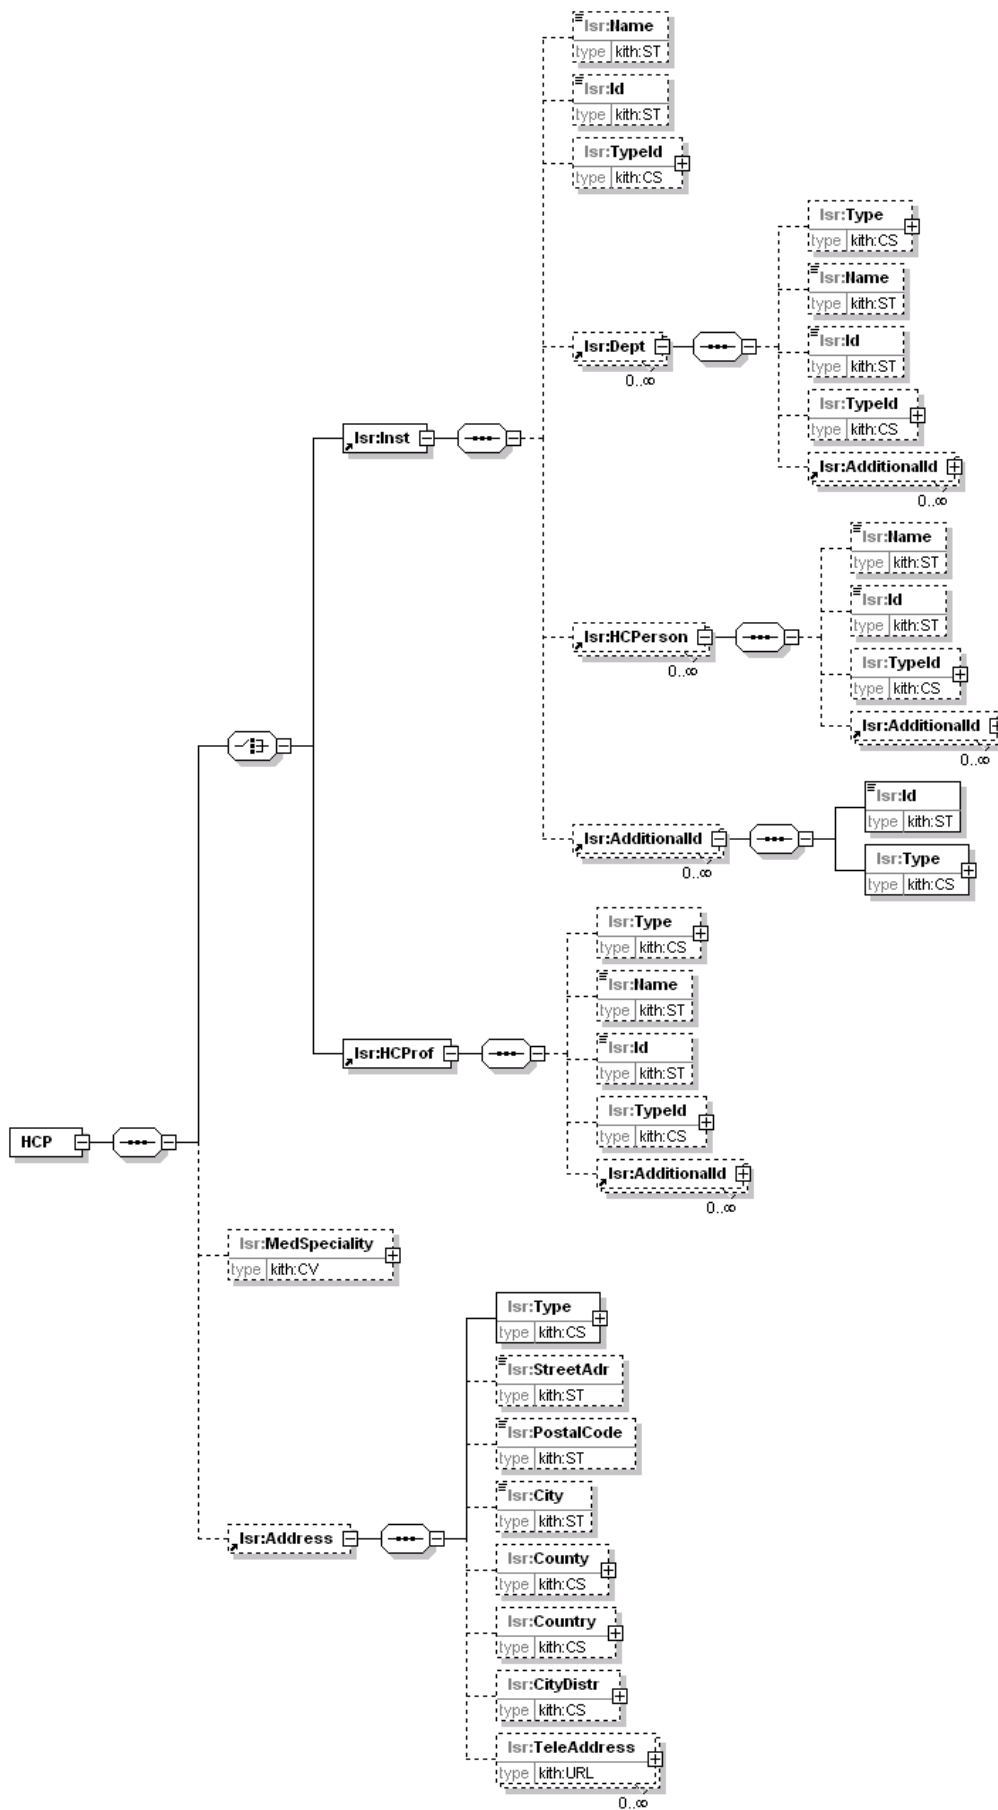 lsr:Name
type kith:ST
lsr:Id
type kith:ST
lsr:TypeId
type kith:CS
lsr:Type
type kith:CS
lsr:Name
type kith:ST
lsr:Dept
0..∞
lsr:Id
type kith:ST
lsr:TypeId
type kith:CS
lsr:Inst
lsr:AdditionalId
0..∞
lsr:Name
type kith:ST
lsr:Id
type kith:ST
lsr:HCPerson
0..∞
lsr:TypeId
type kith:CS
lsr:AdditionalId
0..∞
lsr:Id
type kith:ST
lsr:AdditionalId
0..∞
lsr:Type
type kith:CS
lsr:Type
type kith:CS
lsr:Name
type kith:ST
lsr:HCProf
lsr:Id
type kith:ST
lsr:TypeId
type kith:CS
HCP
lsr:AdditionalId
0..∞
lsr:MedSpeciality
type kith:CV
lsr:Type
type kith:CS
lsr:StreetAdr
type kith:ST
lsr:PostalCode
type kith:ST
lsr:City
type kith:ST
lsr:Address
lsr:County
type kith:CS
lsr:Country
type kith:CS
lsr:CityDistr
type kith:CS
lsr:TeleAddress
type kith:URL
0..∞